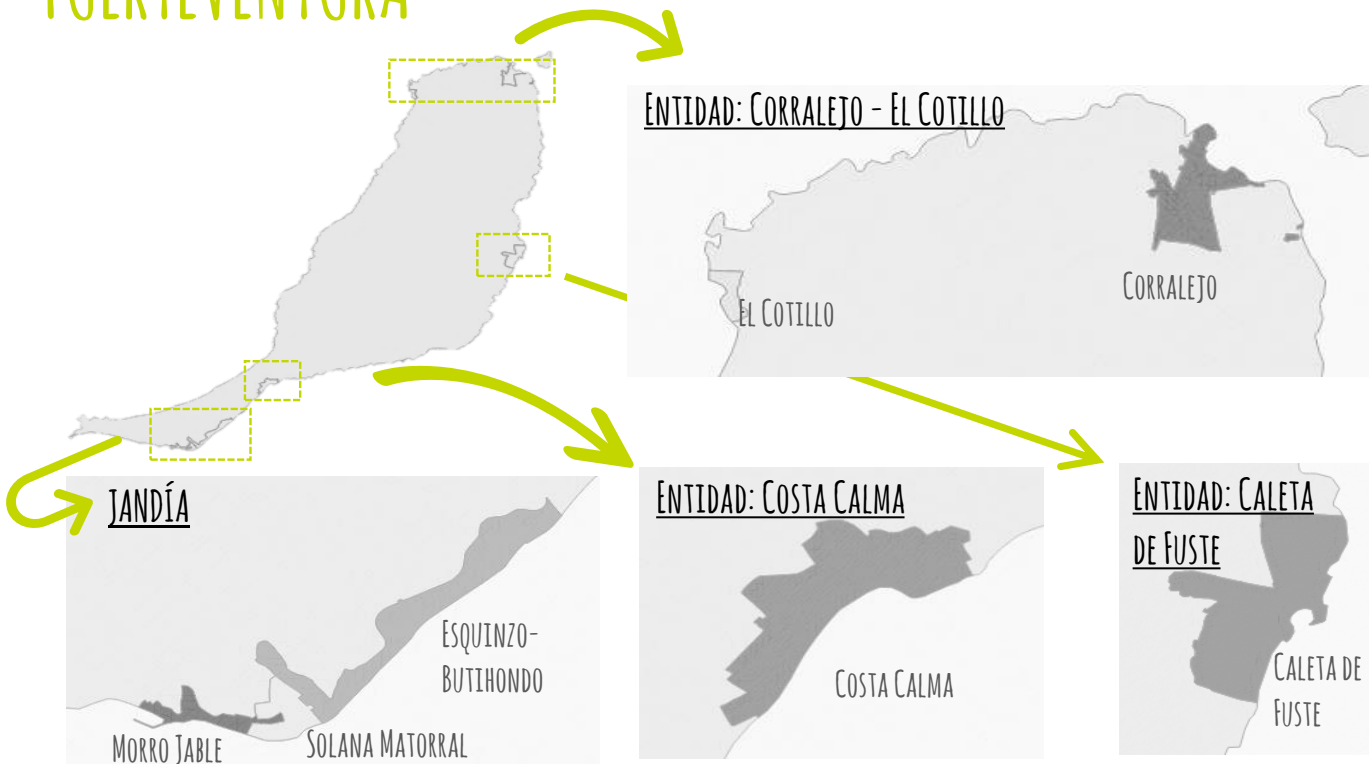 FUERTEVENTURA
ENTIDAD: CORRALEJO - EL COTILLO
EL COTILLO
CORRALEJO
JANDÍA
ESQUINZO-
BUTIHONDO
MORRO JABLE
SOLANA MATORRAL
ENTIDAD: COSTA CALMA
COSTA CALMA
ENTIDAD: CALETA
DE FUSTE
CALETA DE
FUSTE